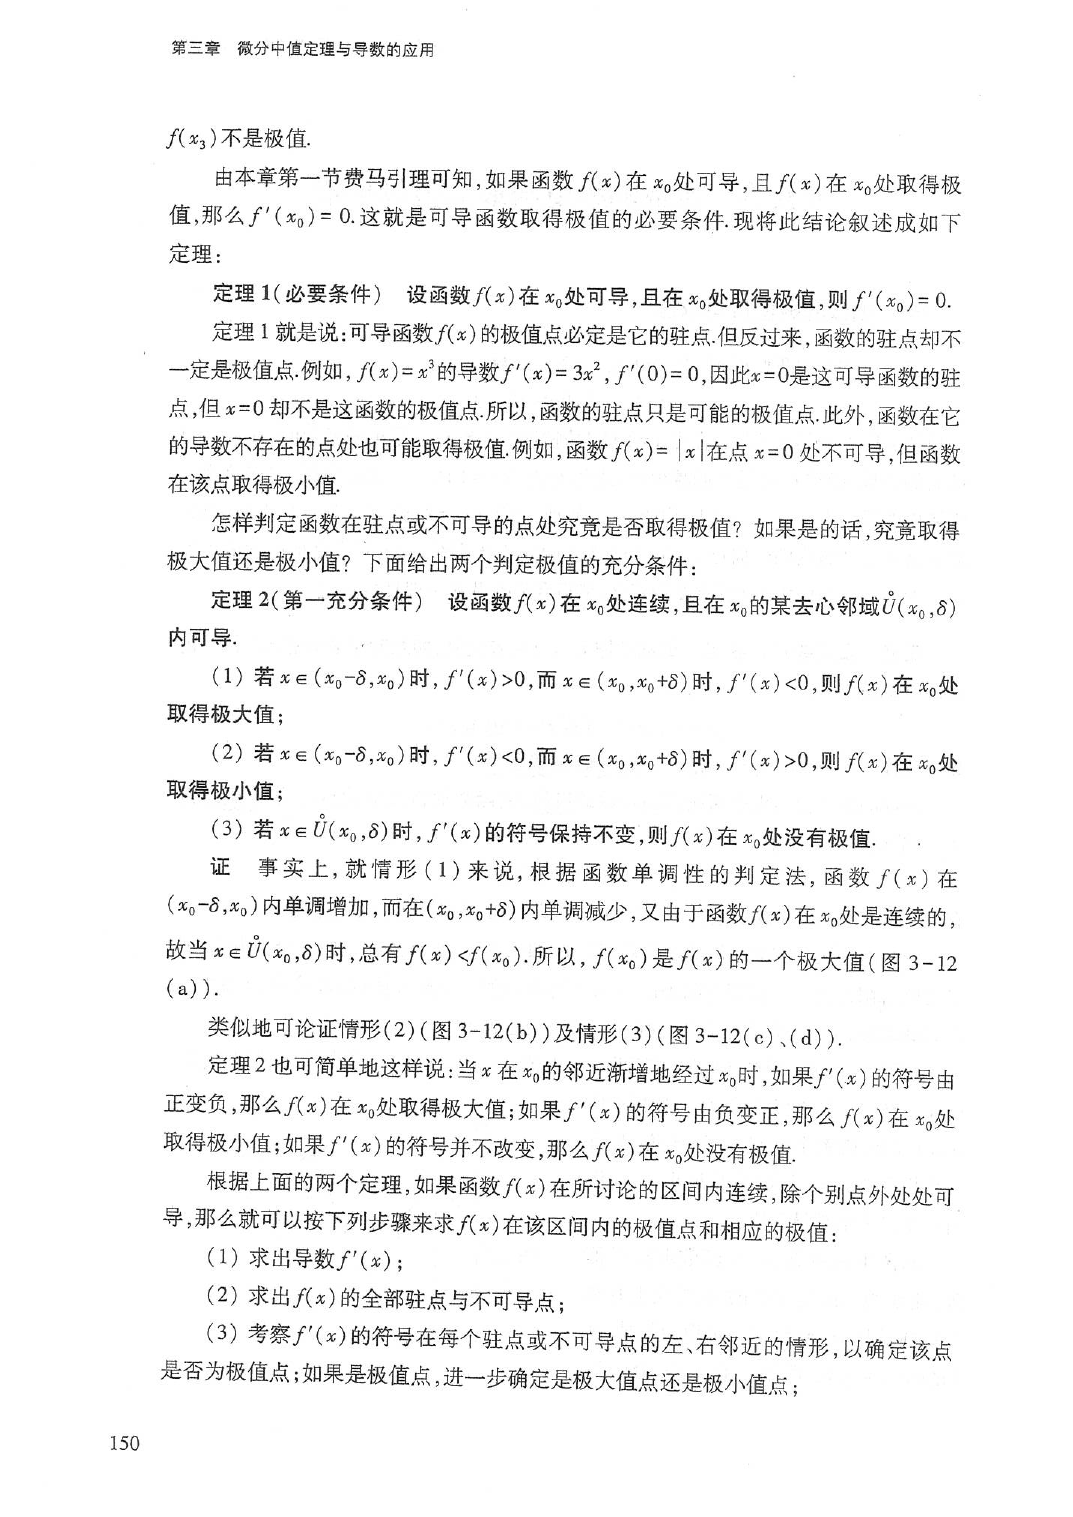 第三章 微分中值定理与导数的应用
f(x₃)不是极值.
由本章第一节费马引理可知,如果函数 f(x)在 x₀处可导,且 f(x)在 x₀处取得极
值,那么 f′(x₀)=0.这就是可导函数取得极值的必要条件.现将此结论叙述成如下
定理:
定理 1(必要条件) 设函数 f(x)在 x₀处可导,且在 x₀处取得极值,则 f′(x₀)=0.
定理 1 就是说:可导函数 f(x)的极值点必定是它的驻点.但反过来,函数的驻点却不
一定是极值点.例如, f(x)=x³的导数 f′(x)=3x², f′(0)=0,因此x=0是这可导函数的驻
点,但 x=0 却不是这函数的极值点.所以,函数的驻点只是可能的极值点.此外,函数在它
的导数不存在的点处也可能取得极值.例如,函数 f(x)=|x|在点 x=0 处不可导,但函数
在该点取得极小值.
怎样判定函数在驻点或不可导的点处究竟是否取得极值? 如果是的话,究竟取得
极大值还是极小值? 下面给出两个判定极值的充分条件:
定理 2(第一充分条件) 设函数 f(x)在 x₀处连续,且在 x₀的某去心邻域Ů(x₀,δ)
内可导.
(1) 若 x∈(x₀-δ,x₀)时, f′(x)>0,而 x∈(x₀,x₀+δ)时, f′(x)<0,则 f(x)在 x₀处
取得极大值;
(2) 若 x∈(x₀-δ,x₀)时, f′(x)<0,而 x∈(x₀,x₀+δ)时, f′(x)>0,则 f(x)在 x₀处
取得极小值;
(3) 若 x∈Ů(x₀,δ)时, f′(x)的符号保持不变,则 f(x)在 x₀处没有极值.
证 事实上,就情形(1)来说,根据函数单调性的判定法,函数 f(x)在
(x₀-δ,x₀)内单调增加,而在(x₀,x₀+δ)内单调减少,又由于函数 f(x)在 x₀处是连续的,
故当 x∈Ů(x₀,δ)时,总有 f(x)<f(x₀).所以, f(x₀)是 f(x)的一个极大值(图 3-12
(a)).
类似地可论证情形(2)(图 3-12(b))及情形(3)(图 3-12(c)、(d)).
定理 2 也可简单地这样说:当 x 在 x₀的邻近渐增地经过 x₀时,如果 f′(x)的符号由
正变负,那么 f(x)在 x₀处取得极大值;如果 f′(x)的符号由负变正,那么 f(x)在 x₀处
取得极小值;如果 f′(x)的符号并不改变,那么 f(x)在 x₀处没有极值.
根据上面的两个定理,如果函数 f(x)在所讨论的区间内连续,除个别点外处处可
导,那么就可以按下列步骤来求 f(x)在该区间内的极值点和相应的极值:
(1) 求出导数 f′(x);
(2) 求出 f(x)的全部驻点与不可导点;
(3) 考察 f′(x)的符号在每个驻点或不可导点的左、右邻近的情形,以确定该点
是否为极值点;如果是极值点,进一步确定是极大值点还是极小值点;
150